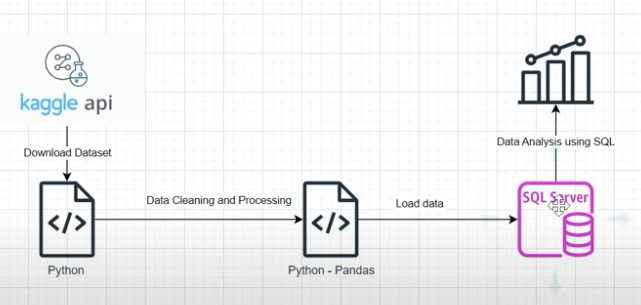 kaggle api
Download Dataset
Data Analysis using SQL
</>
Data Cleaning and Processing
</>
Load data
SQL Server
Python
Python - Pandas